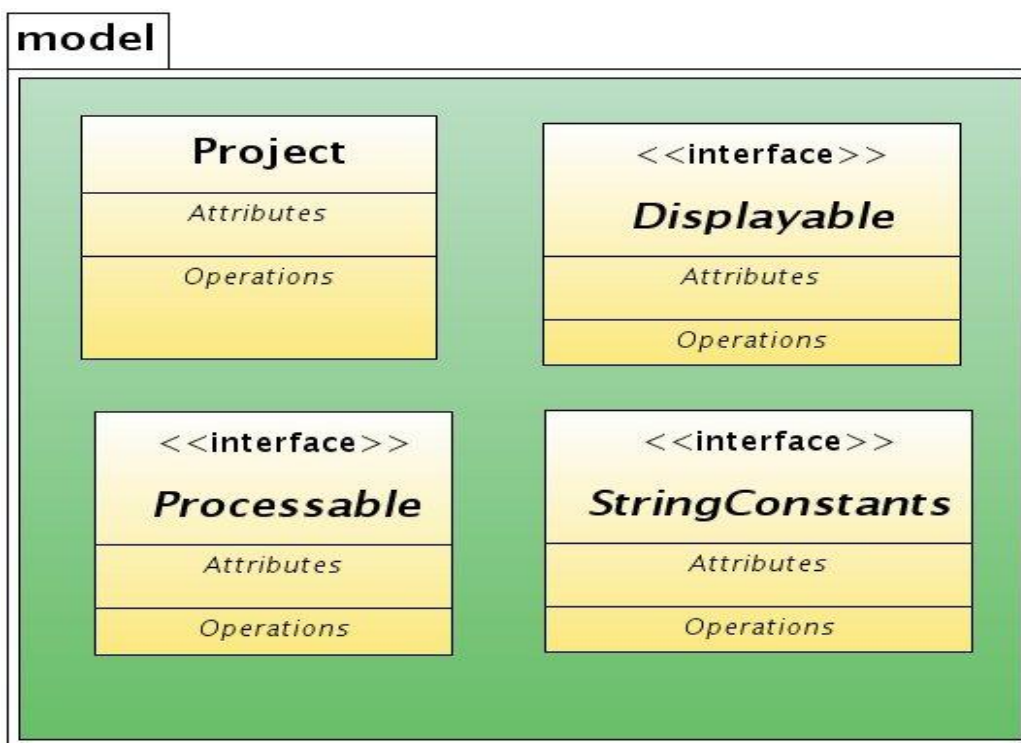 model
Project
Attributes
Operations
<<interface>>
Displayable
Attributes
Operations
<<interface>>
Processable
Attributes
Operations
<<interface>>
StringConstants
Attributes
Operations